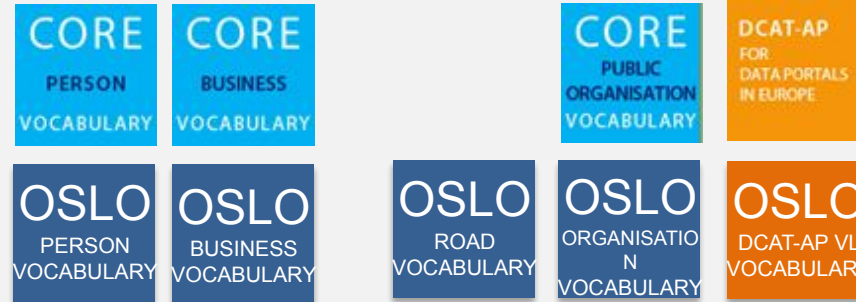 CORE
PERSON
VOCABULARY
CORE
BUSINESS
VOCABULARY
CORE
PUBLIC
ORGANISATION
VOCABULARY
DCAT-AP
FOR
DATA PORTALS
IN EUROPE
OSLO
PERSON
VOCABULARY
OSLO
BUSINESS
VOCABULARY
OSLO
ROAD
VOCABULARY
OSLO
ORGANISATIO
N
VOCABULARY
OSLO
DCAT-AP VL
VOCABULAR